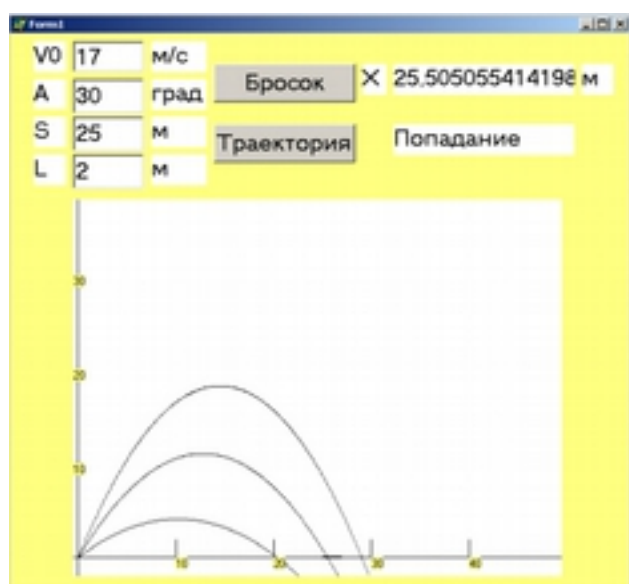 Form1
V0 17 м/с
A 30 град
S 25 м
L 2 м
Бросок
Траектория
X 25,505055414198 м
Попадание
30
20
10
10 20 30 40